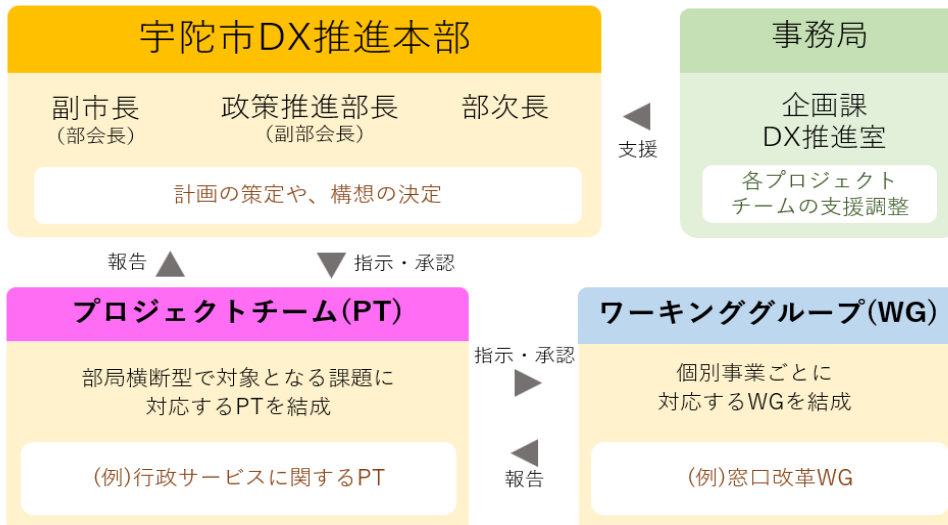 宇陀市DX推進本部
副市長
(部会長)
政策推進部長
(副部会長)
部次長
計画の策定や、構想の決定
支援
事務局
企画課
DX推進室
各プロジェクト
チームの支援調整
報告
指示・承認
プロジェクトチーム(PT)
部局横断型で対象となる課題に
対応するPTを結成
(例)行政サービスに関するPT
指示・承認
報告
ワーキンググループ(WG)
個別事業ごとに
対応するWGを結成
(例)窓口改革WG